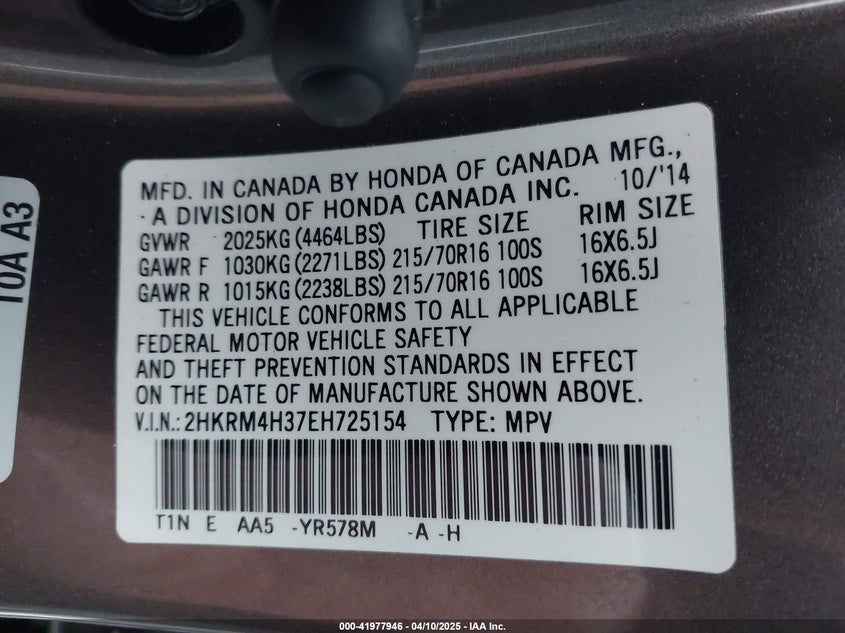 MFD. IN CANADA BY HONDA OF CANADA MFG.,
- A DIVISION OF HONDA CANADA INC. 10/'14
GVWR 2025KG (4464LBS) TIRE SIZE RIM SIZE
GAWR F 1030KG (2271LBS) 215/70R16 100S 16X6.5J
GAWR R 1015KG (2238LBS) 215/70R16 100S 16X6.5J
THIS VEHICLE CONFORMS TO ALL APPLICABLE
FEDERAL MOTOR VEHICLE SAFETY
AND THEFT PREVENTION STANDARDS IN EFFECT
ON THE DATE OF MANUFACTURE SHOWN ABOVE.
V.I.N.: 2HKRM4H37EH725154 TYPE: MPV
T1N E AA5 -YR578M -A -H
10A A3
000-41977946 - 04/10/2025 - IAA Inc.